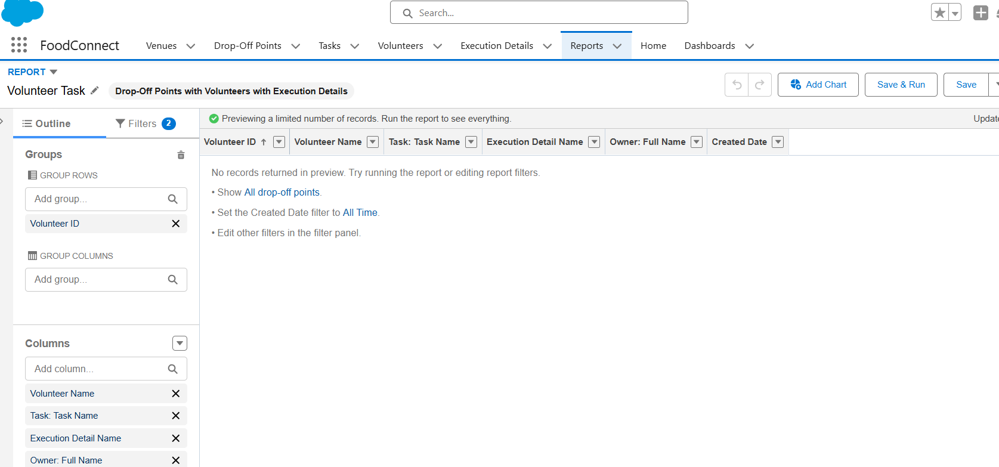 Search...
FoodConnect
Venues
Drop-Off Points
Tasks
Volunteers
Execution Details
Reports
Home
Dashboards
REPORT
Volunteer Task
Drop-Off Points with Volunteers with Execution Details
Add Chart
Save & Run
Save
Outline
Filters 2
Previewing a limited number of records. Run the report to see everything.
Groups
GROUP ROWS
Add group...
Volunteer ID
GROUP COLUMNS
Add group...
Columns
Add column...
Volunteer Name
Task: Task Name
Execution Detail Name
Owner: Full Name
Volunteer ID
Volunteer Name
Task: Task Name
Execution Detail Name
Owner: Full Name
Created Date
No records returned in preview. Try running the report or editing report filters.
• Show All drop-off points.
• Set the Created Date filter to All Time.
• Edit other filters in the filter panel.